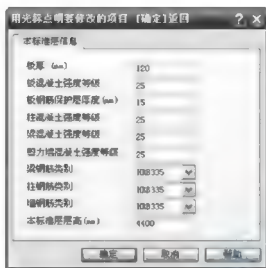 用光标点明要修改的项目 [确定]返回
本标准层信息
板厚 (mm) 120
板混凝土强度等级 25
板钢筋保护层厚度(mm) 15
柱混凝土强度等级 25
梁混凝土强度等级 25
剪力墙混凝土强度等级 25
梁钢筋类别 HRB335
柱钢筋类别 HRB335
墙钢筋类别 HRB335
本标准层层高(mm) 4400
确定 取消 帮助